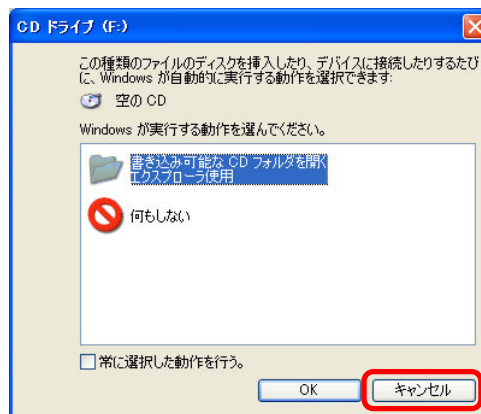 CD ドライブ (F:)
この種類のファイルのディスクを挿入したり、デバイスに接続したりするたび
に、Windows が自動的に実行する動作を選択できます:
空の CD
Windows が実行する動作を選んでください。
書き込み可能な CD フォルダを開く
エクスプローラ使用
何もしない
常に選択した動作を行う。
OK
キャンセル